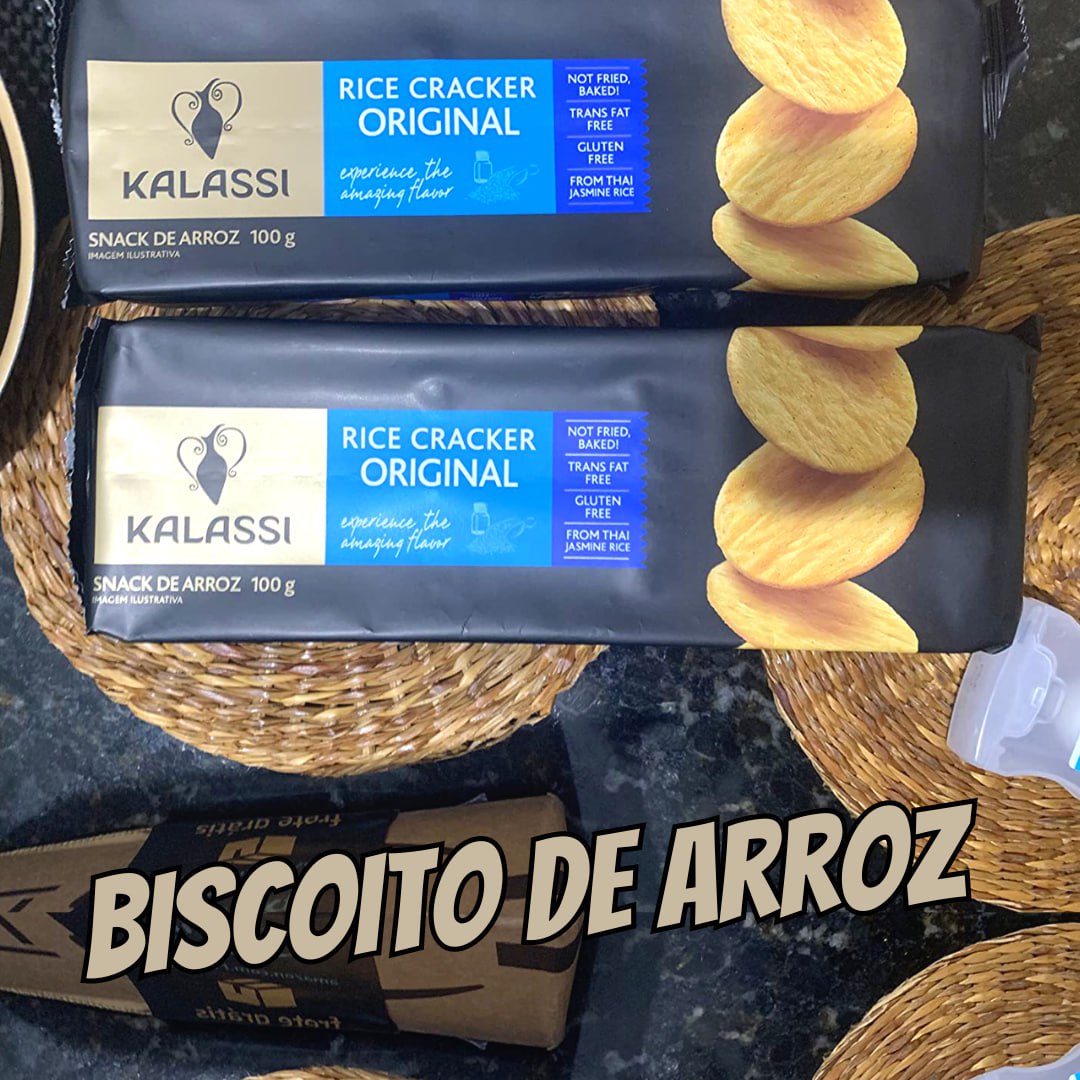 KALASSI
RICE CRACKER
ORIGINAL
experience the
amazing flavor
NOT FRIED,
BAKED!
TRANS FAT
FREE
GLUTEN
FREE
FROM THAI
JASMINE RICE
SNACK DE ARROZ 100 g
IMAGEM ILUSTRATIVA
KALASSI
RICE CRACKER
ORIGINAL
experience the
amazing flavor
NOT FRIED,
BAKED!
TRANS FAT
FREE
GLUTEN
FREE
FROM THAI
JASMINE RICE
SNACK DE ARROZ 100 g
IMAGEM ILUSTRATIVA
frete grátis
BISCOITO DE ARROZ
frete grátis